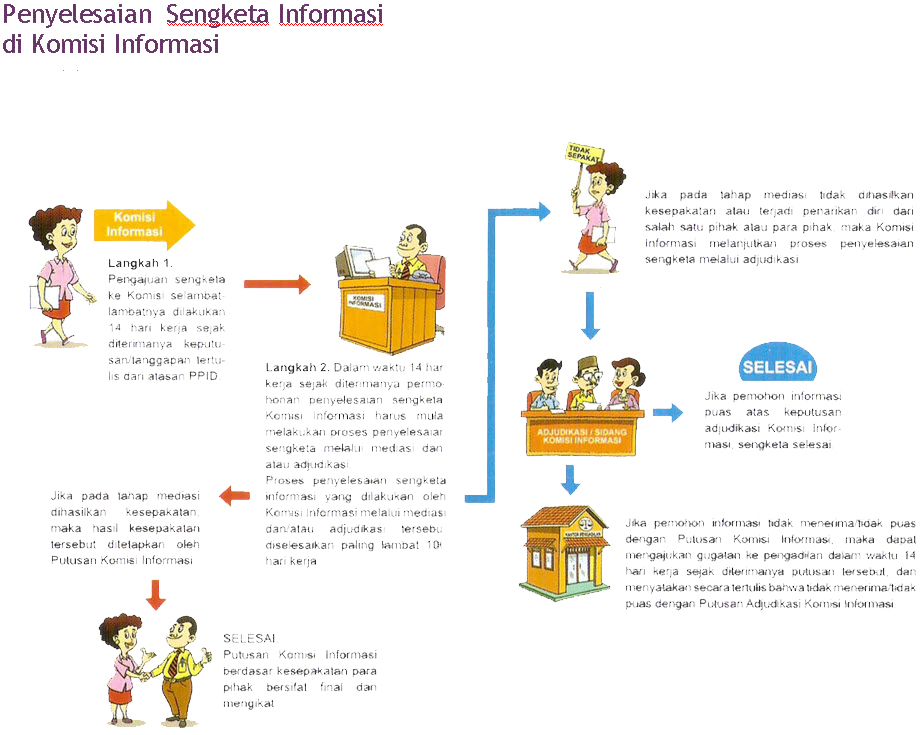 Penyelesaian Sengketa Informasi
di Komisi Informasi
Komisi
Informasi
Langkah 1.
Pengajuan sengketa
ke Komisi selambat-
lambatnya dilakukan
14 hari kerja sejak
diterimanya keputu-
san/tanggapan tertu-
lis dari atasan PPID
KOMISI
INFORMASI
Langkah 2. Dalam waktu 14 har
kerja sejak diterimanya permo-
honan penyelesaian sengketa
Komisi Informasi harus mula
melakukan proses penyelesaian
sengketa melalui mediasi dan
atau adjudikasi
Proses penyelesaian sengketa
informasi yang dilakukan oleh
Komisi Informasi melalui mediasi
dan/atau adjudikasi tersebu
diselesaikan paling lambat 10
hari kerja
Jika pada tahap mediasi
dihasilkan kesepakatan,
maka hasil kesepakatan
tersebut ditetapkan oleh
Putusan Komisi Informasi
SELESAI
Putusan Komisi Informasi
berdasar kesepakatan para
pihak bersifat final dan
mengikat
TIDAK
SEPAKAT
Jika pada tahap mediasi tidak dihasilkan
kesepakatan atau terjadi penarikan diri dari
salah satu pihak atau para pihak, maka Komisi
Informasi melanjutkan proses penyelesaian
sengketa melalui adjudikasi
ADJUDIKASI / SIDANG
KOMISI INFORMASI
SELESAI
Jika pemohon informasi
puas atas keputusan
adjudikasi Komisi Infor-
masi, sengketa selesai
KANTOR PENGADILAN
Jika pemohon informasi tidak menerima/tidak puas
dengan Putusan Komisi Informasi, maka dapat
mengajukan gugatan ke pengadilan dalam waktu 14
hari kerja sejak diterimanya putusan tersebut, dan
menyatakan secara tertulis bahwa tidak menerima/tidak
puas dengan Putusan Adjudikasi Komisi Informasi